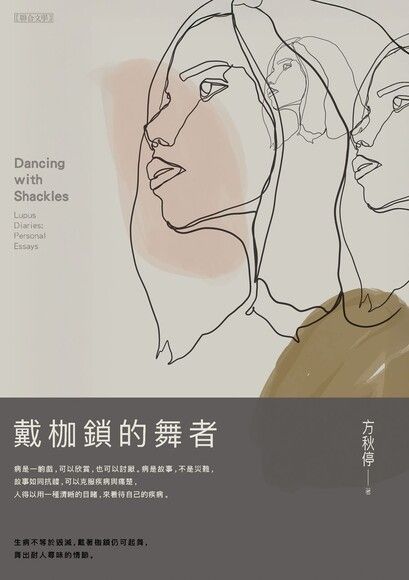 聯合文學
Dancing
with
Shackles
Lupus
Diaries:
Personal
Essays
戴枷鎖的舞者
方秋停——著
病是一齣戲，可以欣賞，也可以討厭。病是故事，不是災難，
故事如同抗體，可以克服疾病與痛楚，
人得以用一種清晰的目睹，來看待自己的疾病。
生病不等於毀滅，戴著枷鎖仍可起舞，
舞出耐人尋味的情節。